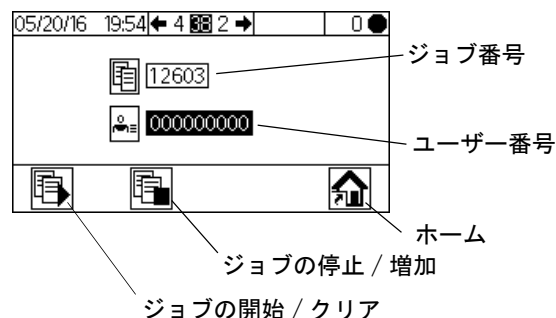 05/20/16 19:54 4 38 2 0
12603
ジョブ番号
000000000
ユーザー番号
ホーム
ジョブの停止 / 増加
ジョブの開始 / クリア